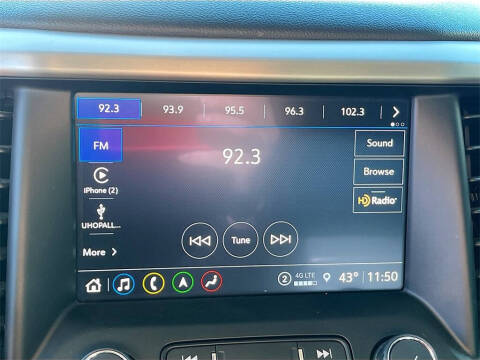 92.3 93.9 95.5 96.3 102.3
FM
92.3
Sound
iPhone (2)
Browse
UHOPALL...
HD Radio
Tune
More
2 4G LTE 43° 11:50